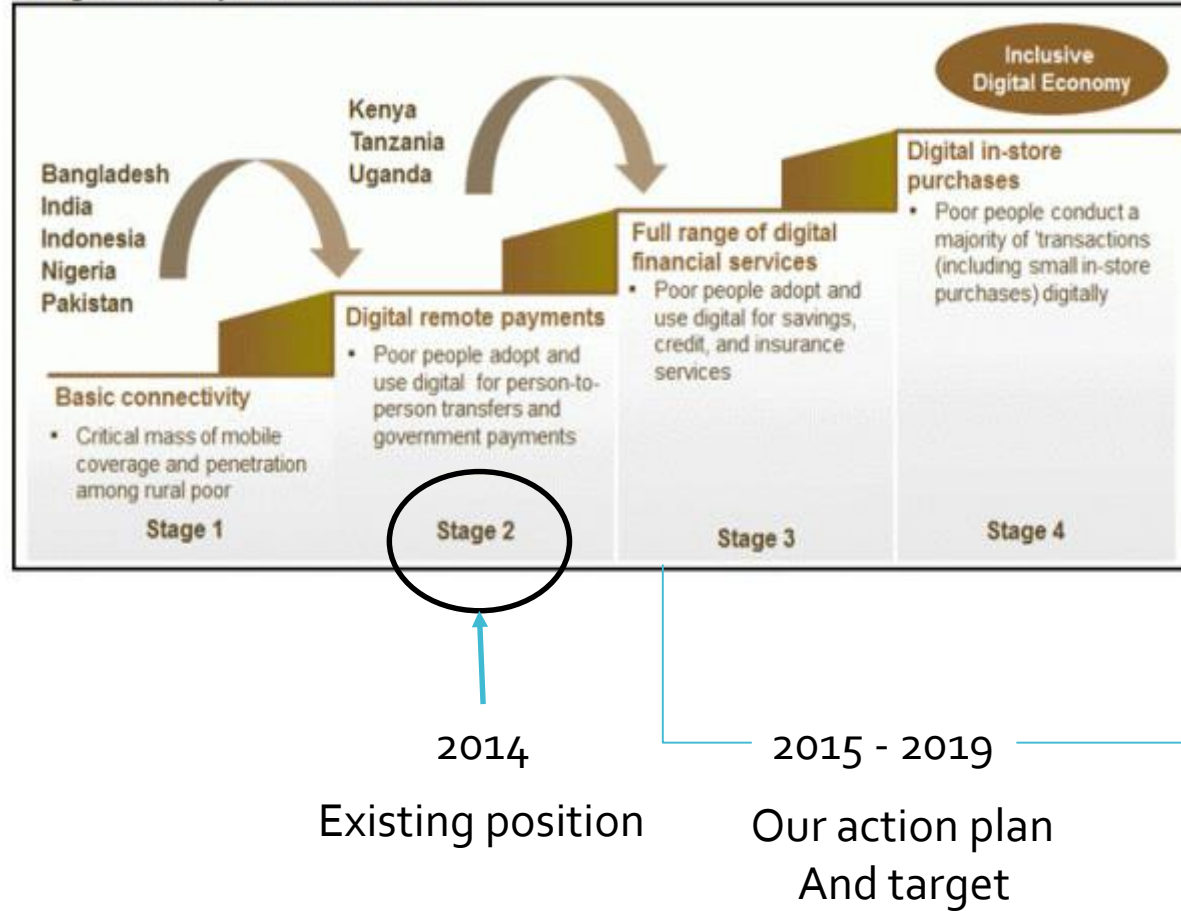 Inclusive
Digital Economy
Kenya
Tanzania
Uganda
Bangladesh
India
Indonesia
Nigeria
Pakistan
Basic connectivity
• Critical mass of mobile
coverage and penetration
among rural poor
Stage 1
Digital remote payments
• Poor people adopt and
use digital for person-to-
person transfers and
government payments
Stage 2
Full range of digital
financial services
• Poor people adopt and
use digital for savings,
credit, and insurance
services
Stage 3
Digital in-store
purchases
• Poor people conduct a
majority of 'transactions
(including small in-store
purchases) digitally
Stage 4
2014
Existing position
2015 - 2019
Our action plan
And target